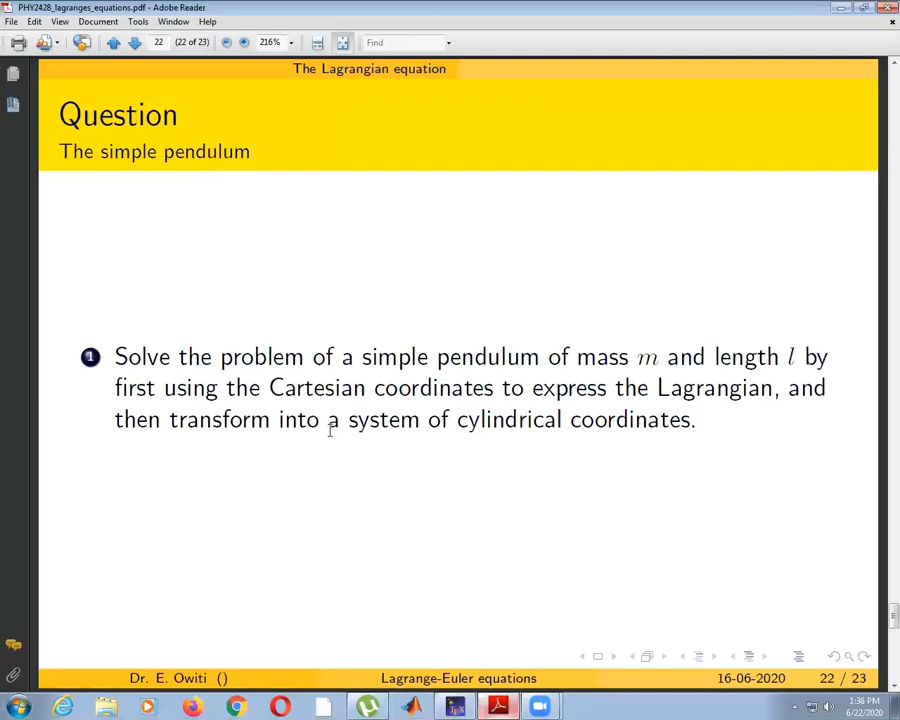 PHY2428_lagranges_equations.pdf - Adobe Reader
File Edit View Document Tools Window Help
22 (22 of 23) 216% Find
The Lagrangian equation
Question
The simple pendulum
1 Solve the problem of a simple pendulum of mass m and length l by
first using the Cartesian coordinates to express the Lagrangian, and
then transform into a system of cylindrical coordinates.
Dr. E. Owiti () Lagrange-Euler equations 16-06-2020 22 / 23
1:36 PM
6/22/2020